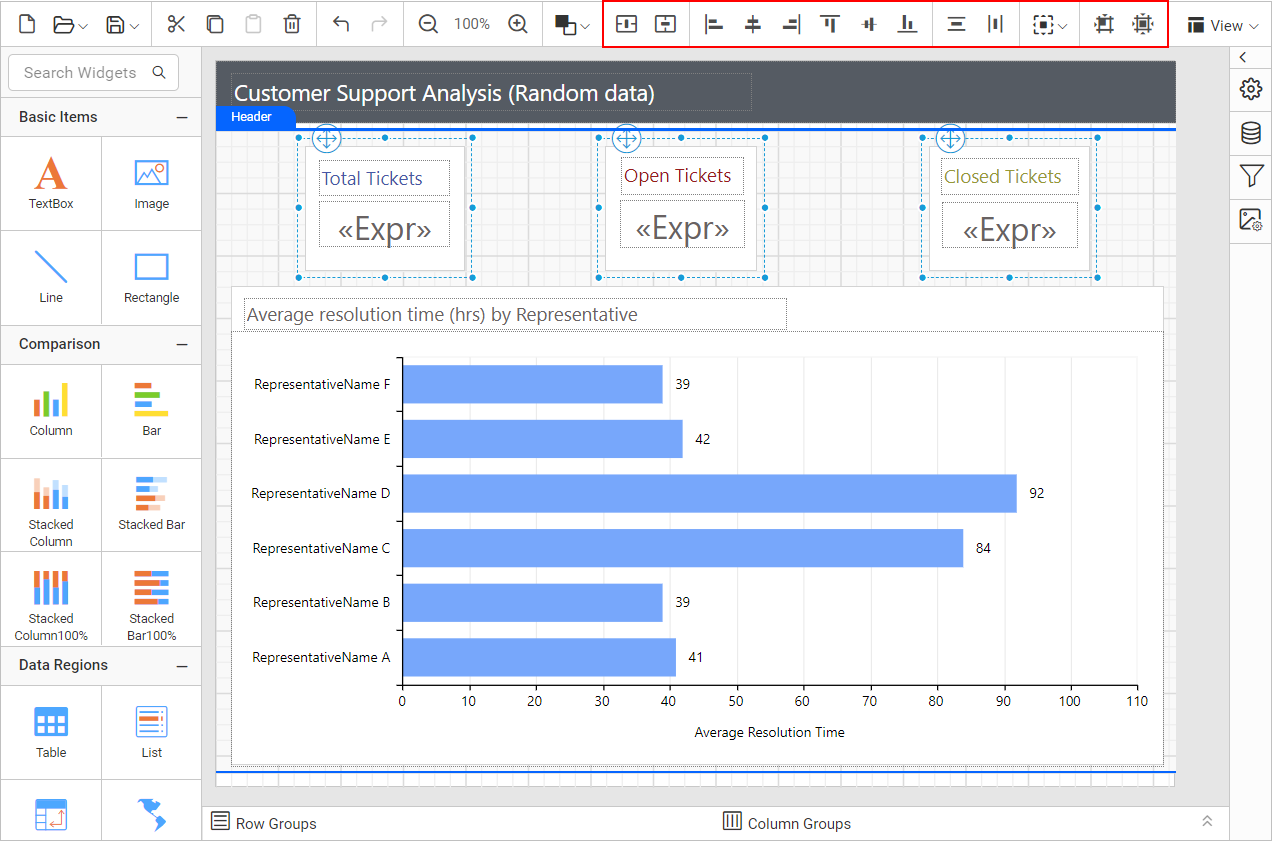 100%
View
Search Widgets
Basic Items
TextBox
Image
Line
Rectangle
Comparison
Column
Bar
Stacked
Column
Stacked Bar
Stacked
Column100%
Stacked
Bar100%
Data Regions
Table
List
Customer Support Analysis (Random data)
Header
Total Tickets
«Expr»
Open Tickets
«Expr»
Closed Tickets
«Expr»
Average resolution time (hrs) by Representative
RepresentativeName F
39
RepresentativeName E
42
RepresentativeName D
92
RepresentativeName C
84
RepresentativeName B
39
RepresentativeName A
41
0 10 20 30 40 50 60 70 80 90 100 110
Average Resolution Time
Row Groups
Column Groups